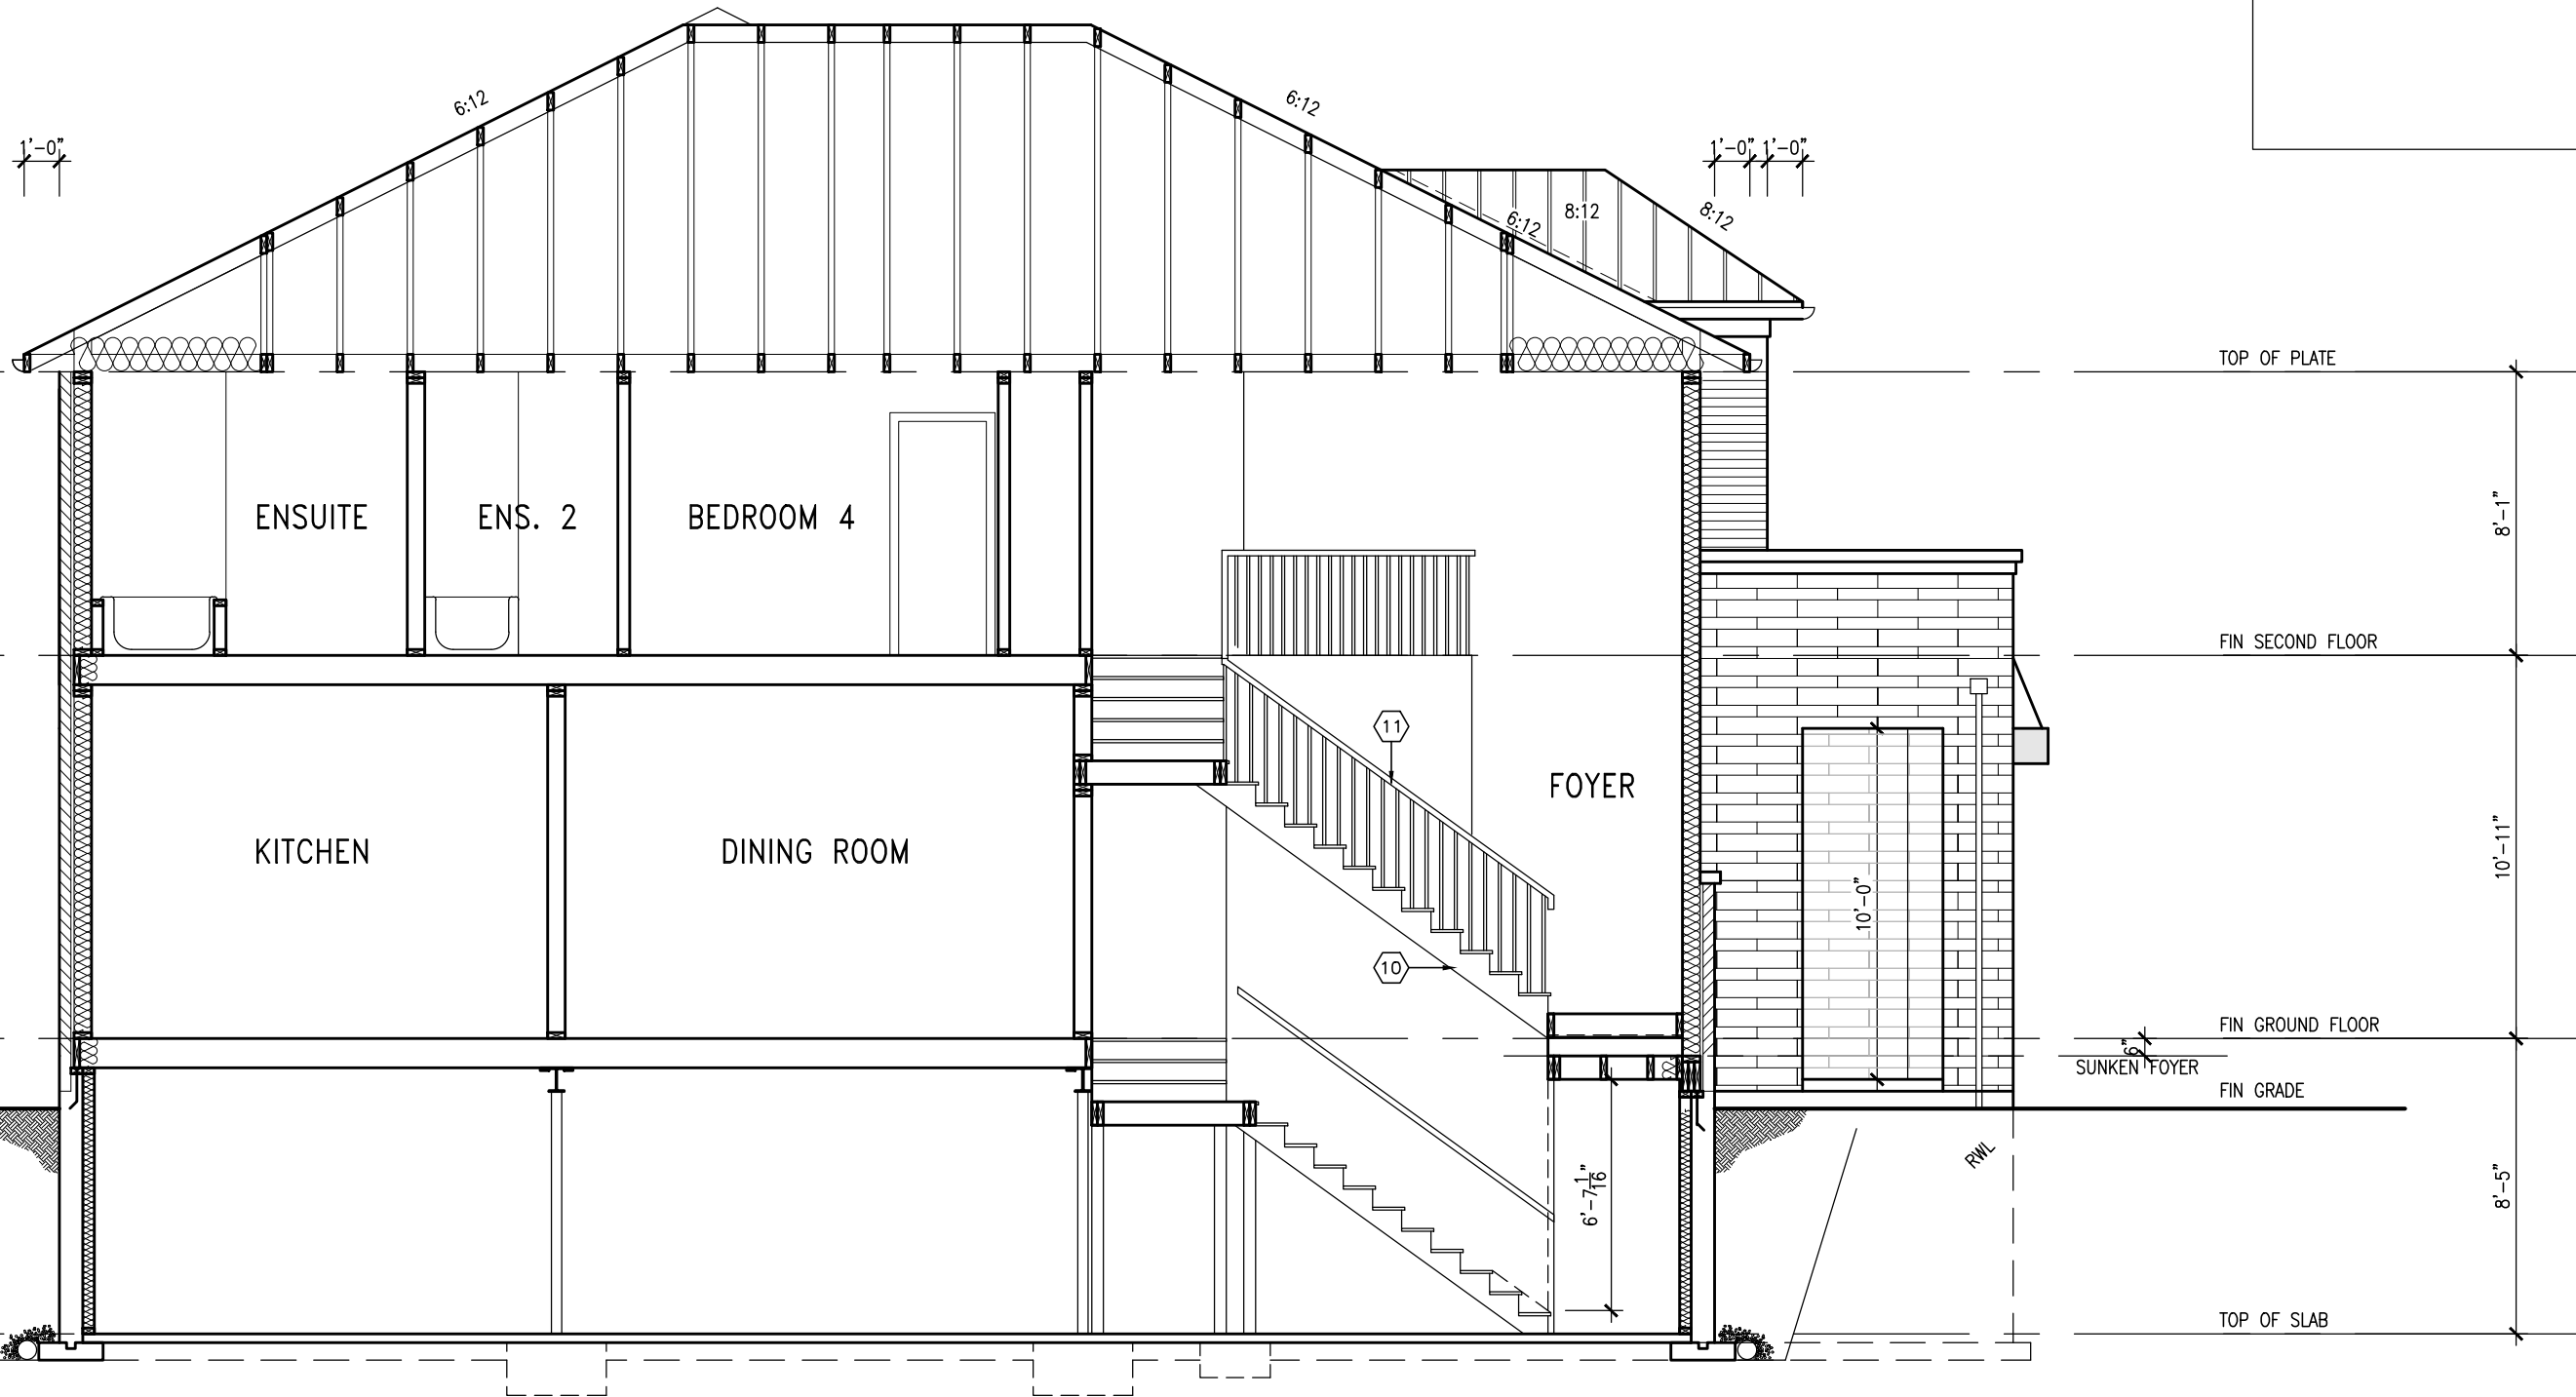 6:12
6:12
1'-0"
1'-0"
1'-0"
6:12
8:12
8:12
TOP OF PLATE
8'-1"
ENSUITE
ENS. 2
BEDROOM 4
FIN SECOND FLOOR
11
FOYER
10'-11"
KITCHEN
DINING ROOM
10'-0"
10
FIN GROUND FLOOR
6"
SUNKEN FOYER
FIN GRADE
RWL
6'-7 1/16"
8'-5"
TOP OF SLAB